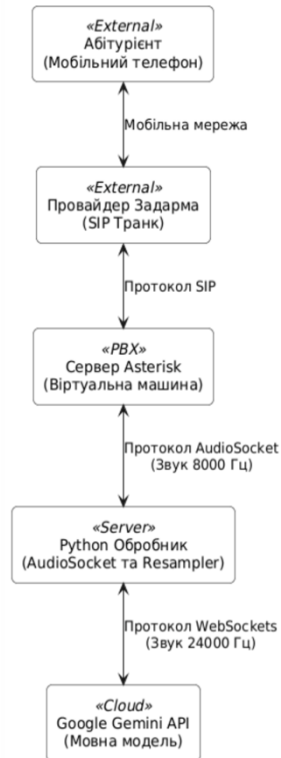 «External»
Абітурієнт
(Мобільний телефон)
Мобільна мережа
«External»
Провайдер Задарма
(SIP Транк)
Протокол SIP
«PBX»
Сервер Asterisk
(Віртуальна машина)
Протокол AudioSocket
(Звук 8000 Гц)
«Server»
Python Обробник
(AudioSocket та Resampler)
Протокол WebSockets
(Звук 24000 Гц)
«Cloud»
Google Gemini API
(Мовна модель)